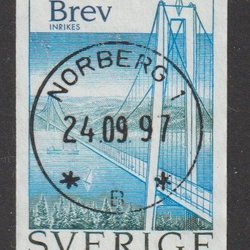 Brev
INRIKES
NORBERG 1
24.09.97
* *
SVERIGE